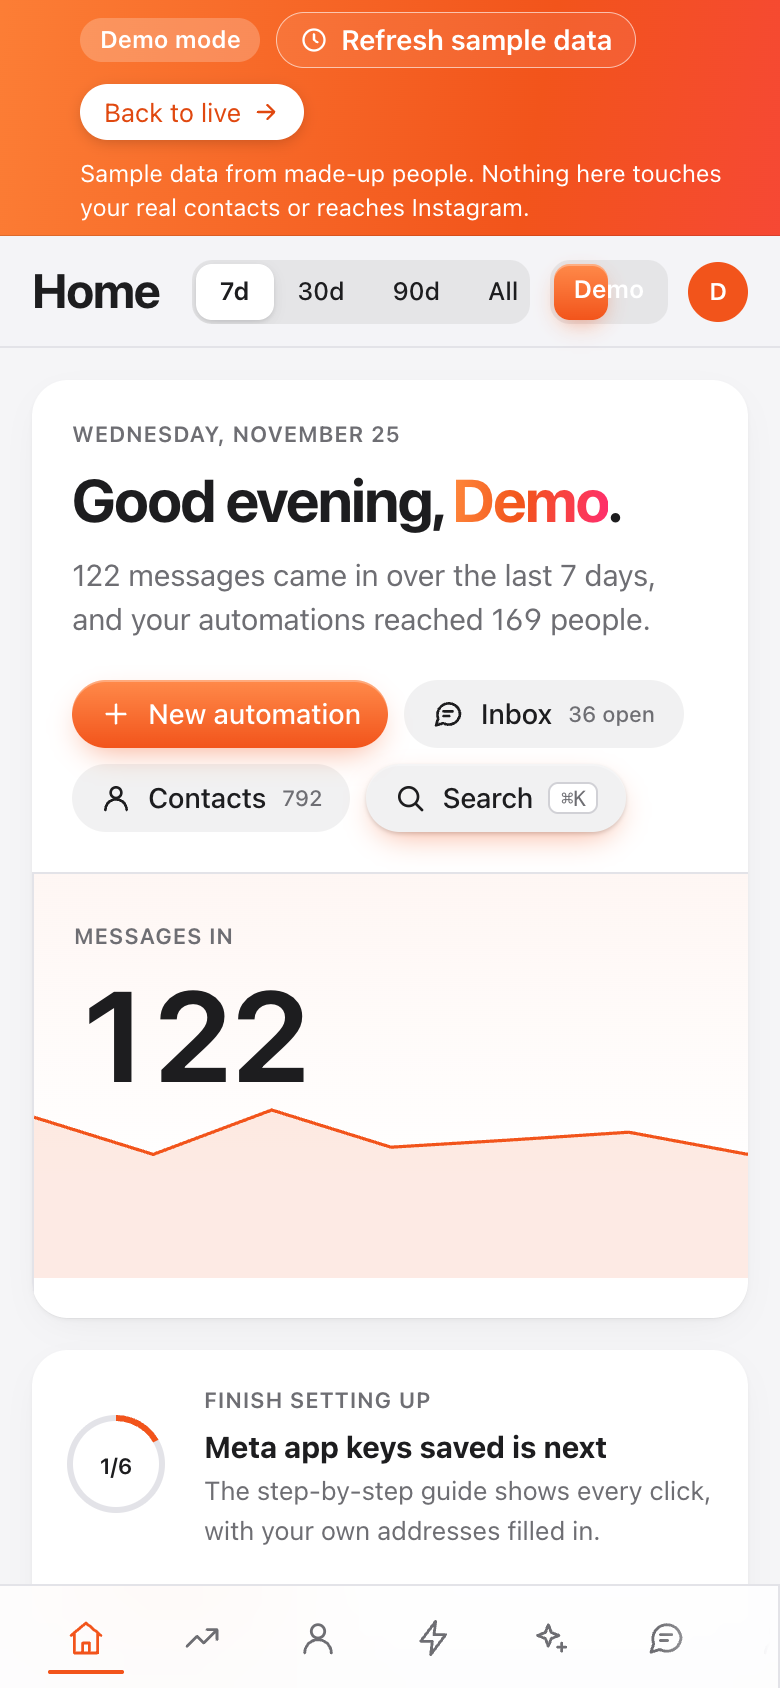 Demo mode
Refresh sample data
Back to live
Sample data from made-up people. Nothing here touches
your real contacts or reaches Instagram.
Home 7d 30d 90d All Demo D
WEDNESDAY, NOVEMBER 25
Good evening, Demo.
122 messages came in over the last 7 days,
and your automations reached 169 people.
New automation
Inbox 36 open
Contacts 792
Search ⌘K
MESSAGES IN
122
FINISH SETTING UP
1/6
Meta app keys saved is next
The step-by-step guide shows every click,
with your own addresses filled in.